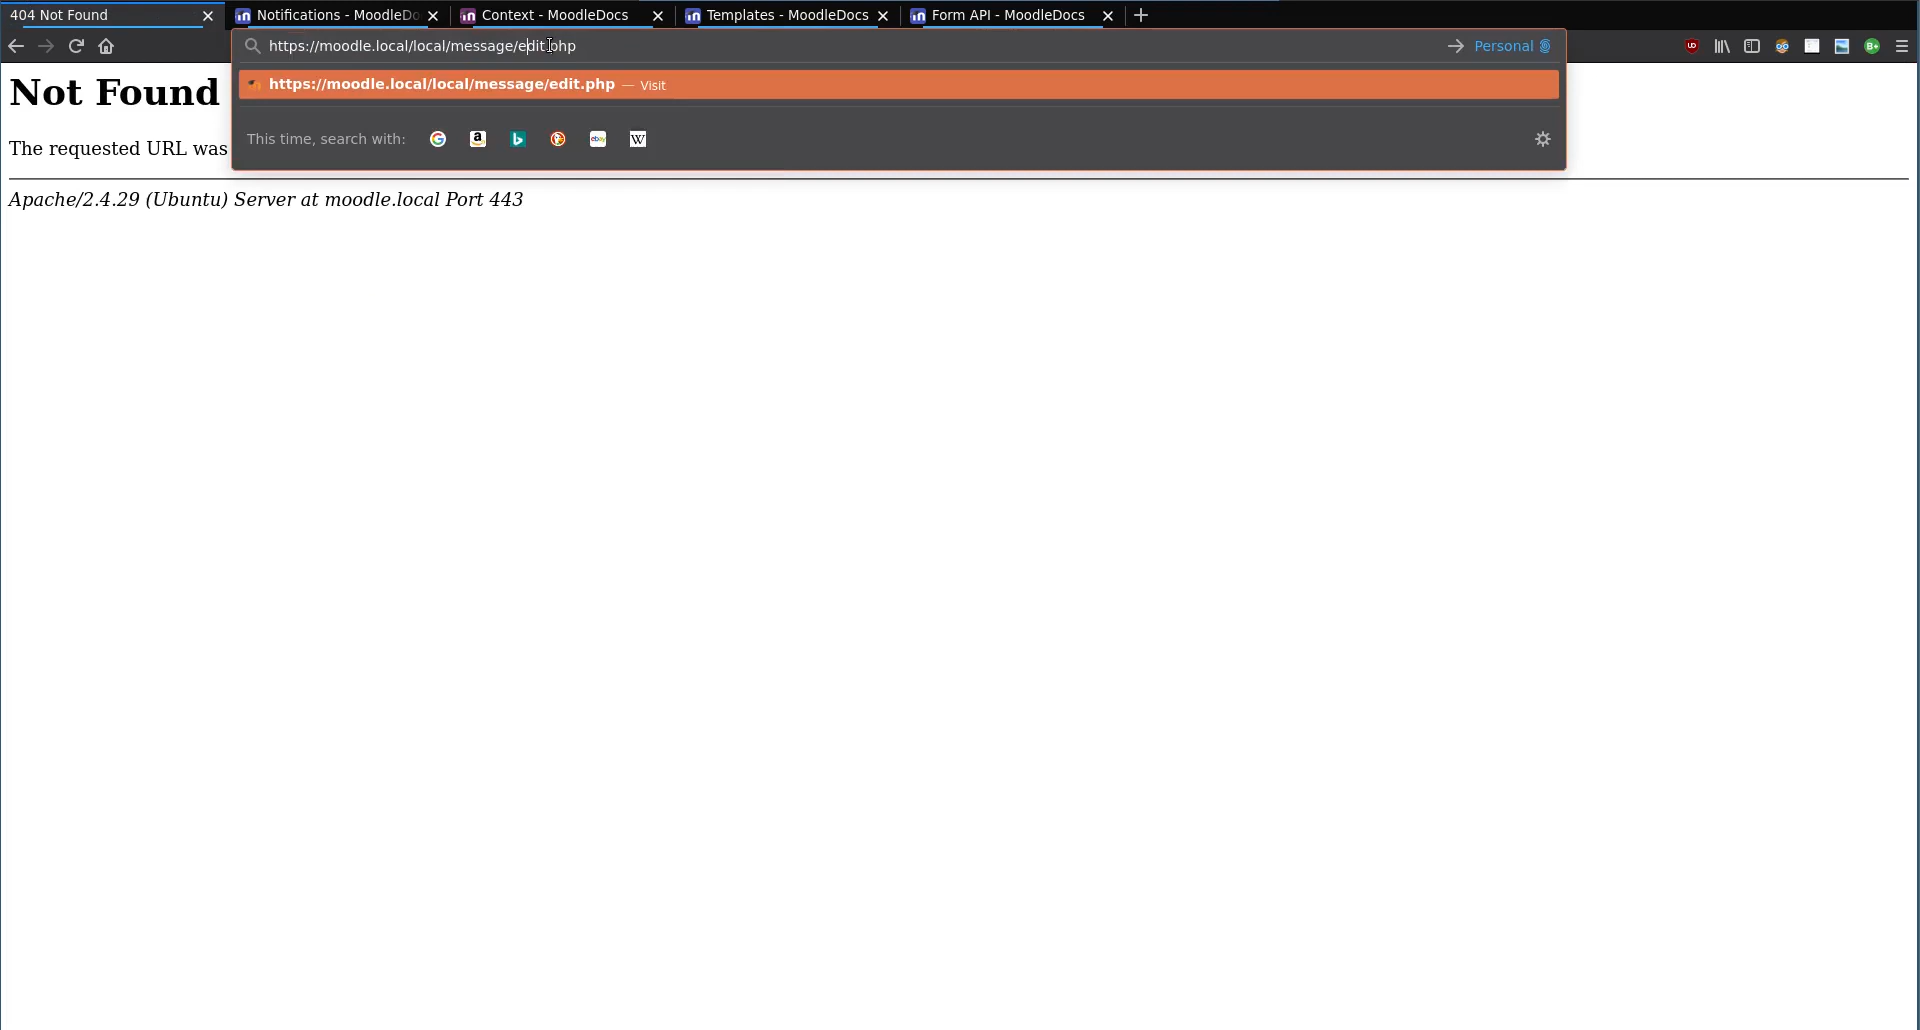 404 Not Found
Notifications - MoodleDo
Context - MoodleDocs
Templates - MoodleDocs
Form API - MoodleDocs
https://moodle.local/local/message/edit.php
Personal
https://moodle.local/local/message/edit.php — Visit
This time, search with:
Not Found
The requested URL was
Apache/2.4.29 (Ubuntu) Server at moodle.local Port 443